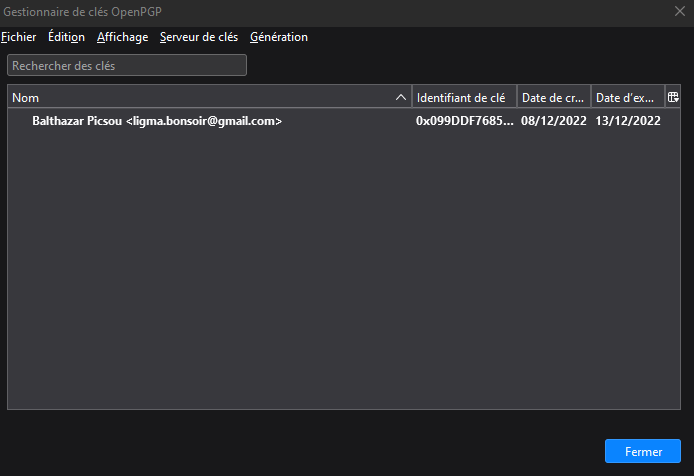 Gestionnaire de clés OpenPGP
Fichier Édition Affichage Serveur de clés Génération
Rechercher des clés
Nom Identifiant de clé Date de cr... Date d'ex...
Balthazar Picsou <ligma.bonsoir@gmail.com> 0x099DDF7685... 08/12/2022 13/12/2022
Fermer